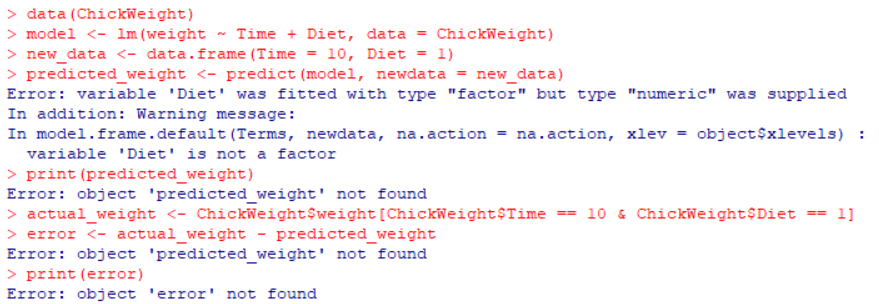 > data(ChickWeight)
> model <- lm(weight ~ Time + Diet, data = ChickWeight)
> new_data <- data.frame(Time = 10, Diet = 1)
> predicted_weight <- predict(model, newdata = new_data)
Error: variable 'Diet' was fitted with type "factor" but type "numeric" was supplied
In addition: Warning message:
In model.frame.default(Terms, newdata, na.action = na.action, xlev = object$xlevels) :
  variable 'Diet' is not a factor
> print(predicted_weight)
Error: object 'predicted_weight' not found
> actual_weight <- ChickWeight$weight[ChickWeight$Time == 10 & ChickWeight$Diet == 1]
> error <- actual_weight - predicted_weight
Error: object 'predicted_weight' not found
> print(error)
Error: object 'error' not found